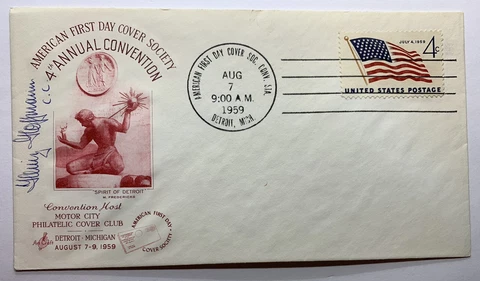 AMERICAN FIRST DAY COVER SOCIETY
4th ANNUAL CONVENTION
C.C.
SPIRIT OF DETROIT
M. FREDERICKS
Convention Host
MOTOR CITY
PHILATELIC COVER CLUB
DETROIT · MICHIGAN
AUGUST 7-9, 1959
AMERICAN FIRST DAY
COVER SOCIETY
AMERICAN FIRST DAY COVER SOC. CONV. STA.
AUG
7
9:00 A M
1959
DETROIT, MICH.
JULY 4, 1959
4c
UNITED STATES POSTAGE